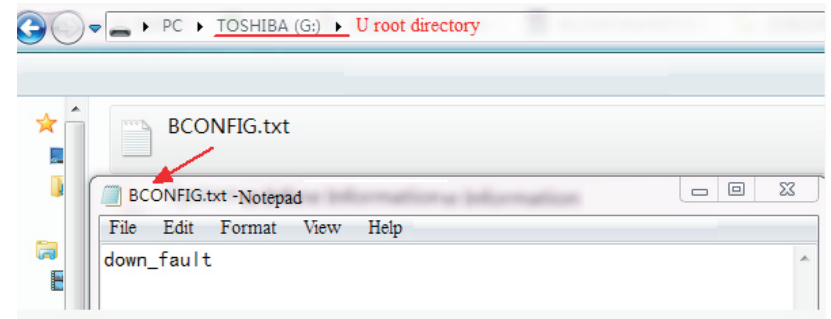 PC TOSHIBA (G:) U root directory
BCONFIG.txt
BCONFIG.txt -Notepad
File Edit Format View Help
down_fault